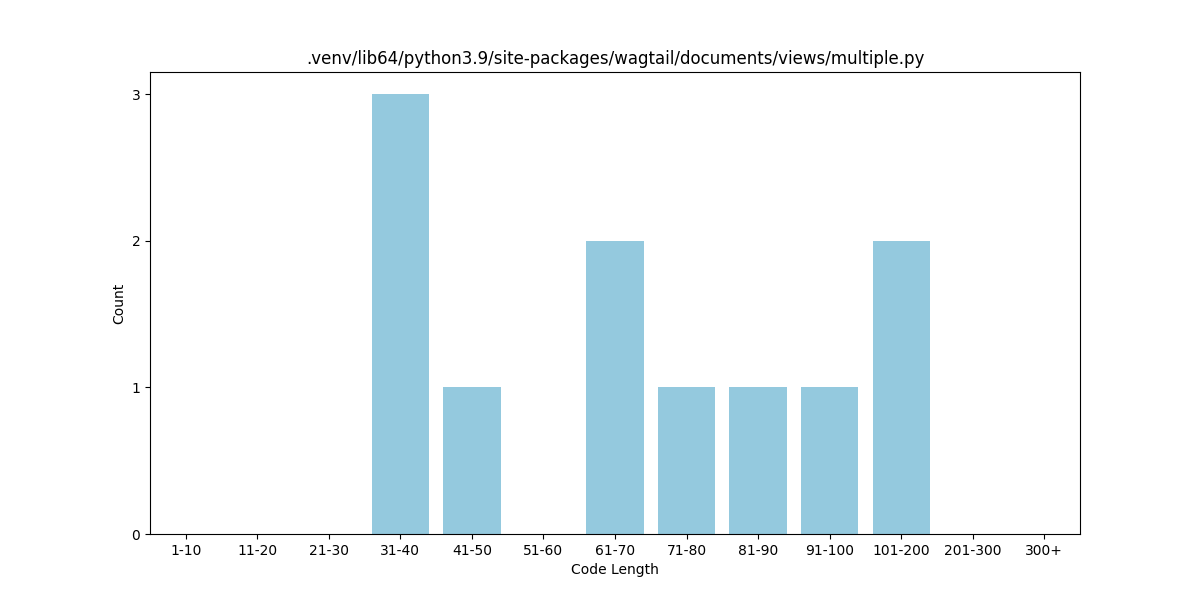 .venv/lib64/python3.9/site-packages/wagtail/documents/views/multiple.py
3
2
1
0
Count
1-10 11-20 21-30 31-40 41-50 51-60 61-70 71-80 81-90 91-100 101-200 201-300 300+
Code Length